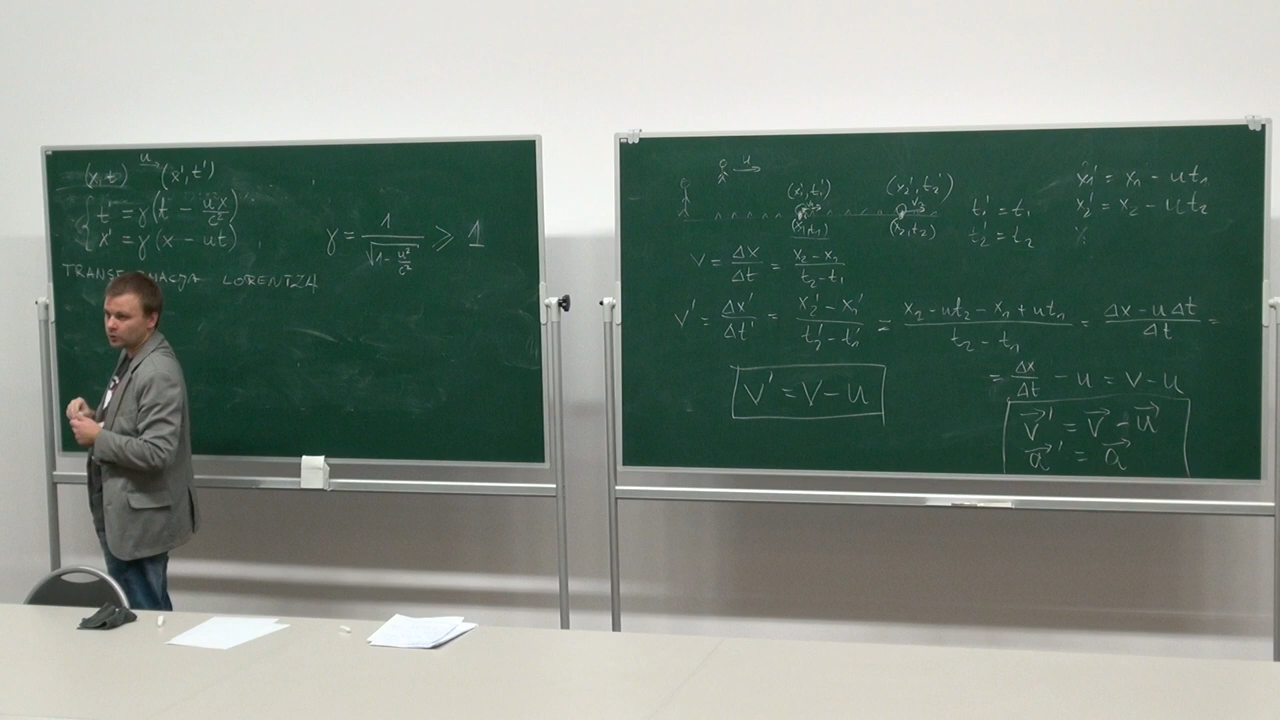 (x,t) u→ (x',t')
t' = γ(t - u²x/c²)
x' = γ(x - ut)
γ = 1/√(1 - u²/c²) ⩾ 1
TRANSFORMACJA LORENTZA
u→
(x₁',t₁') (x₂',t₂')
(x₁,t₁) (x₂,t₂)
t₁' = t₁
t₂' = t₂
x₁' = x₁ - ut₁
x₂' = x₂ - ut₂
v = Δx/Δt = (x₂ - x₁)/(t₂ - t₁)
v' = Δx'/Δt' = (x₂' - x₁')/(t₂' - t₁') = (x₂ - ut₂ - x₁ + ut₁)/(t₂ - t₁) = (Δx - uΔt)/Δt =
= Δx/Δt - u = v - u
v' = v - u
v⃗' = v⃗ - u⃗
a⃗' = a⃗